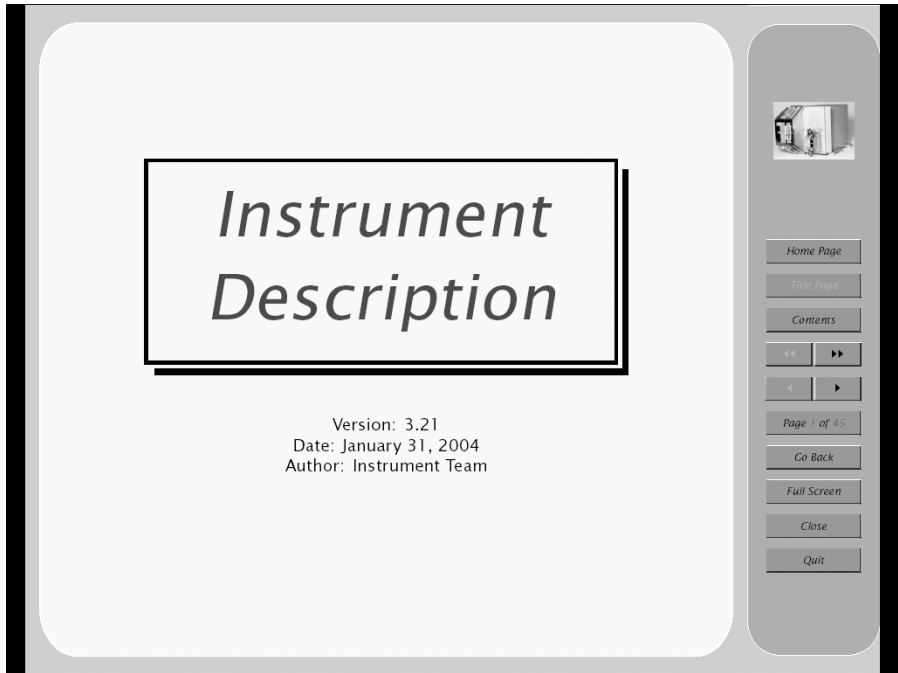 Instrument
Description
Version: 3.21
Date: January 31, 2004
Author: Instrument Team
Home Page
Title Page
Contents
Page 1 of 45
Go Back
Full Screen
Close
Quit